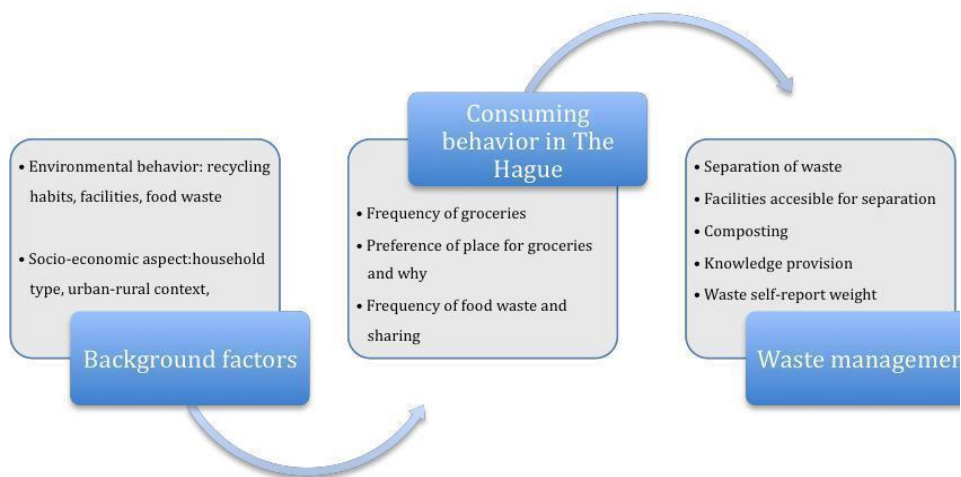 • Environmental behavior: recycling
habits, facilities, food waste
• Socio-economic aspect:household
type, urban-rural context,
Background factors
Consuming
behavior in The
Hague
• Frequency of groceries
• Preference of place for groceries
and why
• Frequency of food waste and
sharing
• Separation of waste
• Facilities accesible for separation
• Composting
• Knowledge provision
• Waste self-report weight
Waste managemen